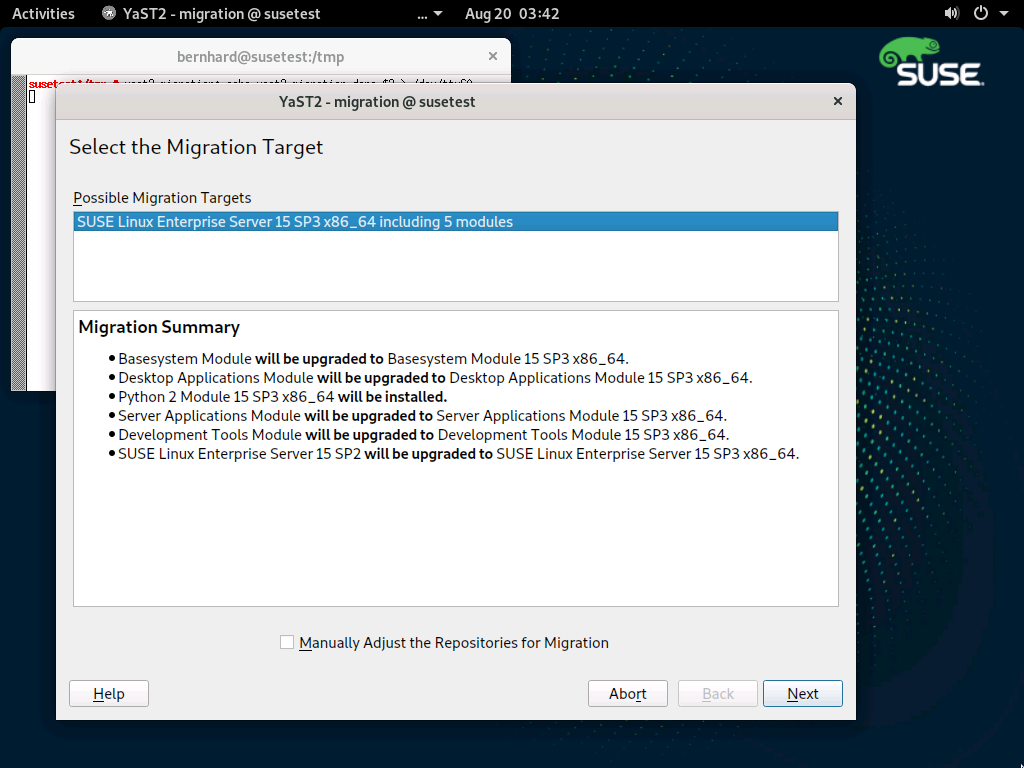 Activities
YaST2 - migration @ susetest
...
Aug 20 03:42
bernhard@susetest:/tmp
SUSE
YaST2 - migration @ susetest
Select the Migration Target
Possible Migration Targets
SUSE Linux Enterprise Server 15 SP3 x86_64 including 5 modules
Migration Summary
Basesystem Module will be upgraded to Basesystem Module 15 SP3 x86_64.
Desktop Applications Module will be upgraded to Desktop Applications Module 15 SP3 x86_64.
Python 2 Module 15 SP3 x86_64 will be installed.
Server Applications Module will be upgraded to Server Applications Module 15 SP3 x86_64.
Development Tools Module will be upgraded to Development Tools Module 15 SP3 x86_64.
SUSE Linux Enterprise Server 15 SP2 will be upgraded to SUSE Linux Enterprise Server 15 SP3 x86_64.
Manually Adjust the Repositories for Migration
Help
Abort
Back
Next